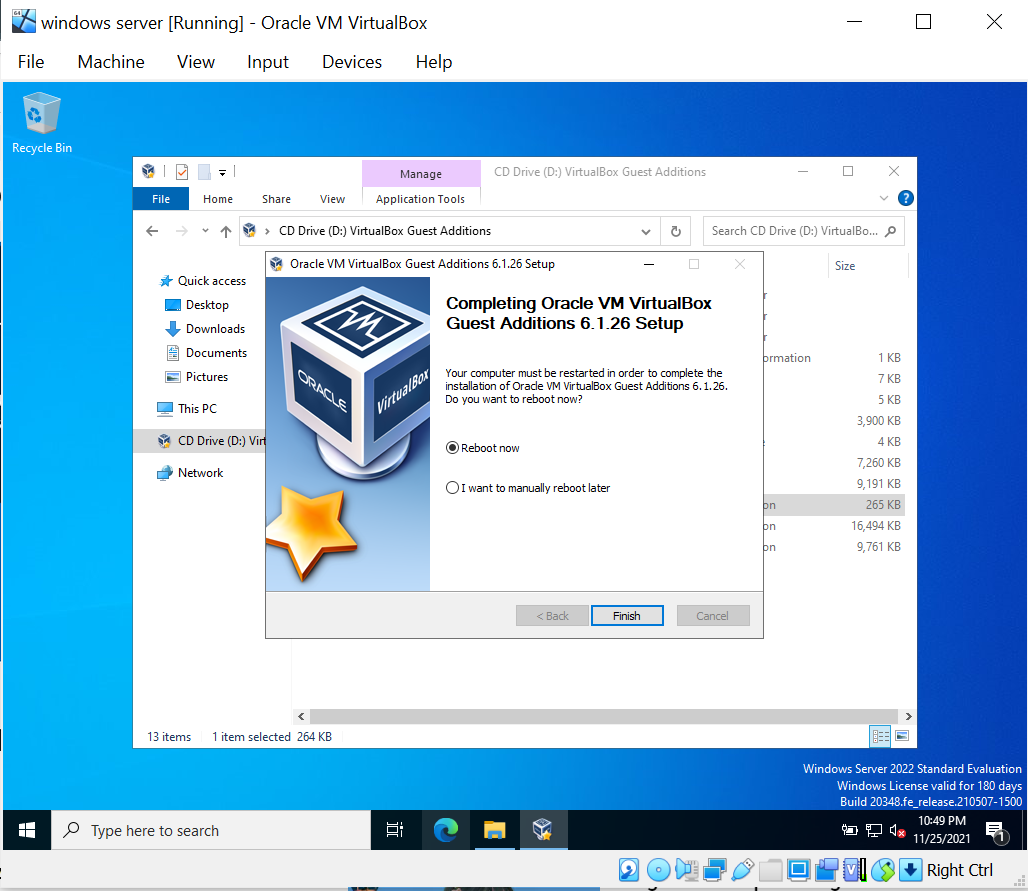 windows server [Running] - Oracle VM VirtualBox
File Machine View Input Devices Help
Recycle Bin
Manage
CD Drive (D:) VirtualBox Guest Additions
File Home Share View Application Tools
CD Drive (D:) VirtualBox Guest Additions
Search CD Drive (D:) VirtualBo...
Size
Quick access
Desktop
Downloads
Documents
Pictures
This PC
CD Drive (D:) Virt
Network
Oracle VM VirtualBox Guest Additions 6.1.26 Setup
ORACLE
VirtualBox
Completing Oracle VM VirtualBox
Guest Additions 6.1.26 Setup
Your computer must be restarted in order to complete the
installation of Oracle VM VirtualBox Guest Additions 6.1.26.
Do you want to reboot now?
Reboot now
I want to manually reboot later
< Back Finish Cancel
r
r
r
ormation 1 KB
7 KB
5 KB
3,900 KB
4 KB
7,260 KB
9,191 KB
on 265 KB
on 16,494 KB
on 9,761 KB
13 items 1 item selected 264 KB
Windows Server 2022 Standard Evaluation
Windows License valid for 180 days
Build 20348.fe_release.210507-1500
Type here to search
10:49 PM
11/25/2021
1
Right Ctrl